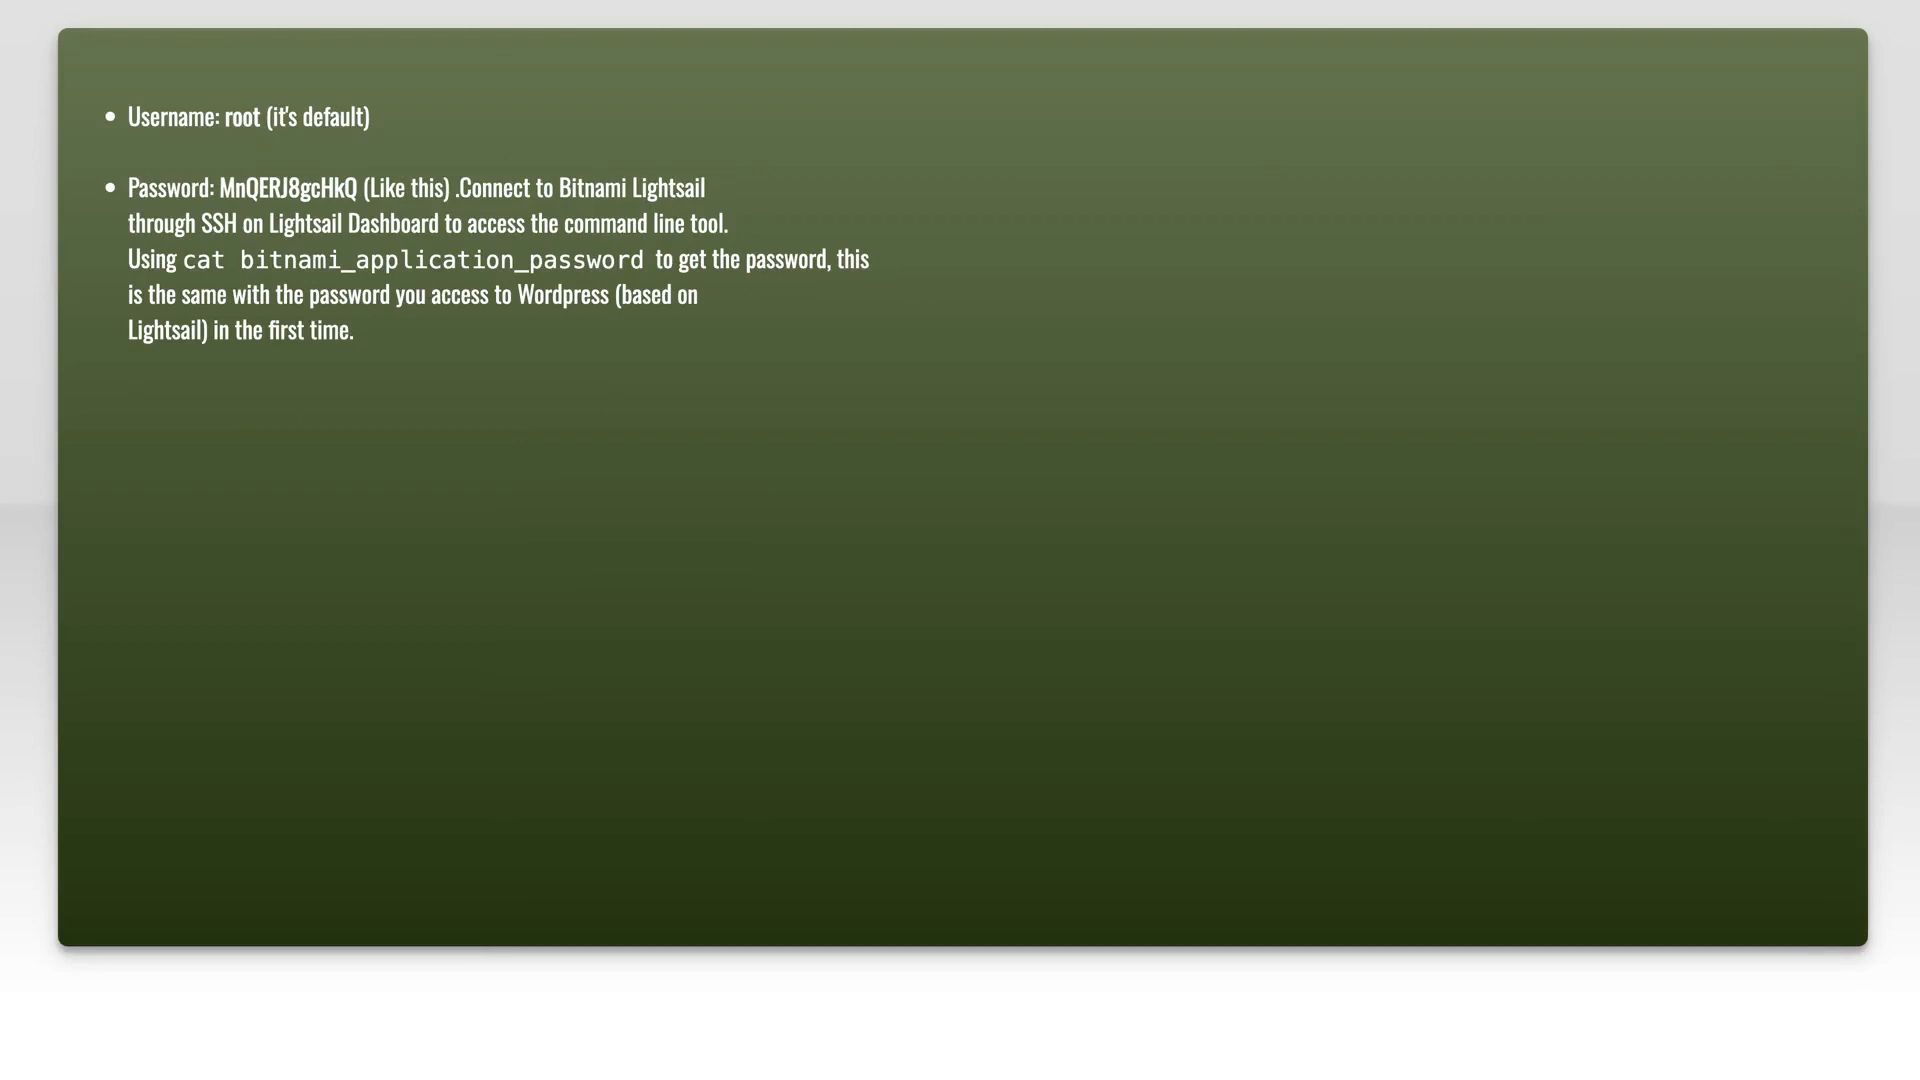 • Username: root (it's default)
• Password: MnQERJ8gcHkQ (Like this) .Connect to Bitnami Lightsail
through SSH on Lightsail Dashboard to access the command line tool.
Using cat bitnami_application_password to get the password, this
is the same with the password you access to Wordpress (based on
Lightsail) in the first time.